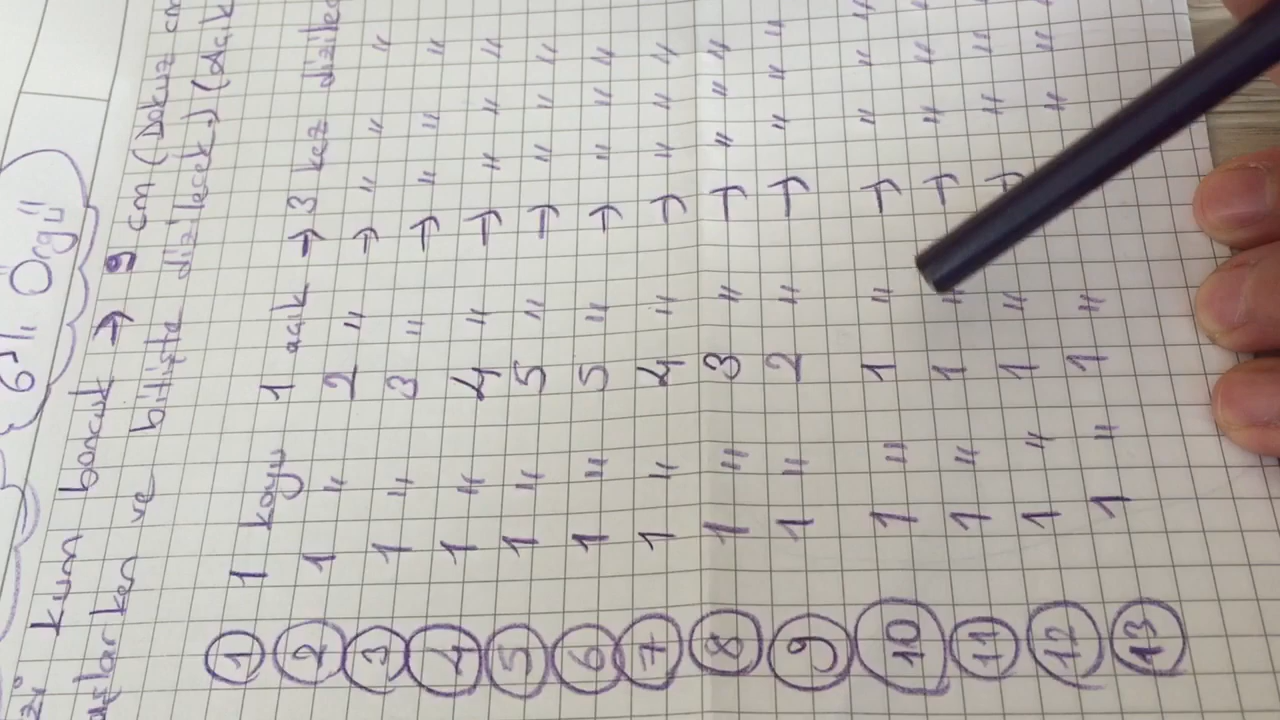 6'lı Örgü
kum boncuk → 9 cm (Dokuz cm
aşlarken ve bitişte dizilecek.) (
① 1 koyu 1 açık → 3 kez dizilec
② 1 " 2 " → " " "
③ 1 " 3 " → " " "
④ 1 " 4 " → " " "
⑤ 1 " 5 " → " " "
⑥ 1 " 5 " → " " "
⑦ 1 " 4 " → " " "
⑧ 1 " 3 " → " " "
⑨ 1 " 2 " → " " "
⑩ 1 " 1 " → " " "
⑪ 1 " 1 " → " " "
⑫ 1 " 1 " → " "
⑬ 1 " 1 " " "